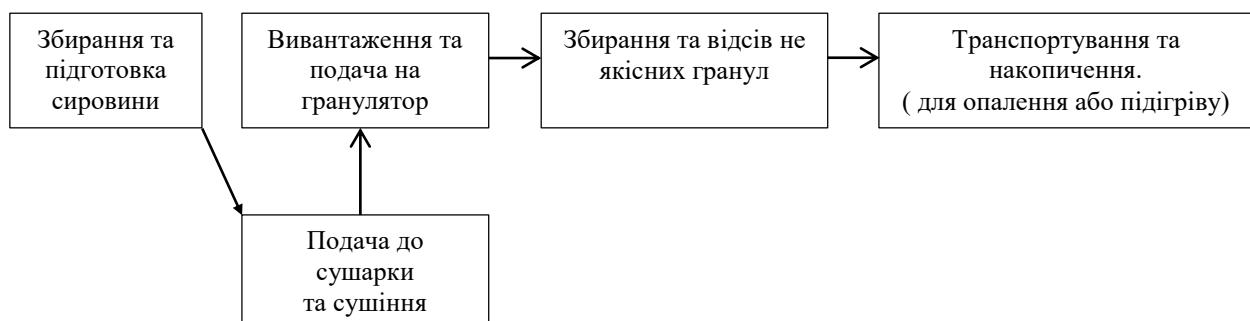 Збирання та
підготовка
сировини
Вивантаження та
подача на
гранулятор
Збирання та відсів не
якісних гранул
Транспортування та
накопичення.
( для опалення або підігріву)
Подача до
сушарки
та сушіння